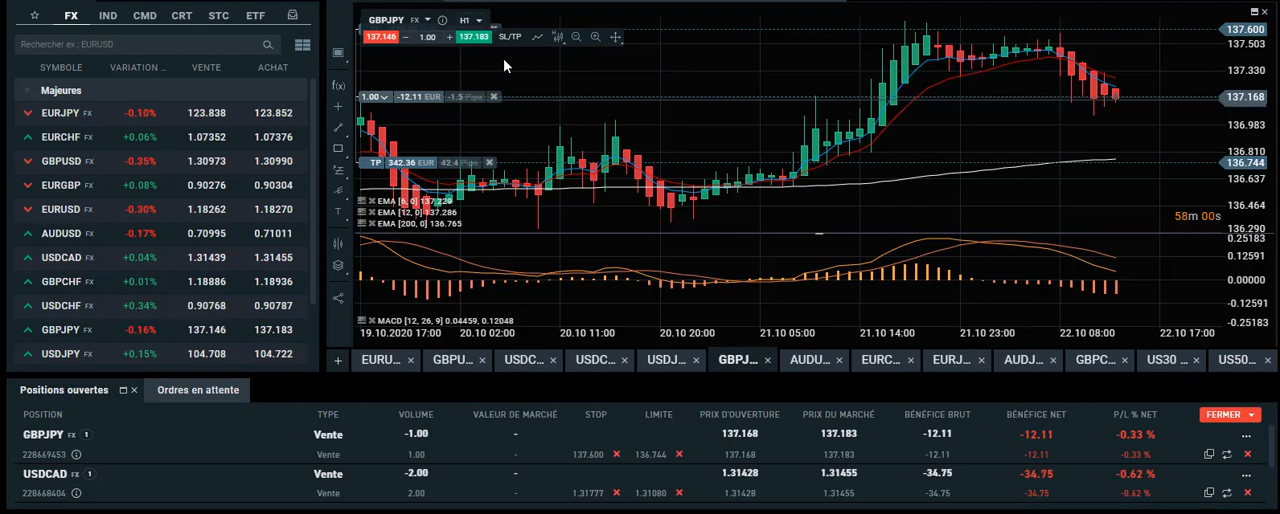 FX IND CMD CRT STC ETF
Rechercher ex : EURUSD
SYMBOLE VARIATION ... VENTE ACHAT
Majeures
EURJPY FX -0.10% 123.838 123.852
EURCHF FX +0.06% 1.07352 1.07376
GBPUSD FX -0.35% 1.30973 1.30990
EURGBP FX +0.08% 0.90276 0.90304
EURUSD FX -0.30% 1.18262 1.18270
AUDUSD FX -0.17% 0.70995 0.71011
USDCAD FX +0.04% 1.31439 1.31455
GBPCHF FX +0.01% 1.18886 1.18936
USDCHF FX +0.34% 0.90768 0.90787
GBPJPY FX -0.16% 137.146 137.183
USDJPY FX +0.15% 104.708 104.722
GBPJPY FX H1
137.146 − 1.00 + 137.183 SL/TP
f(x)
T
1.00 -12.11 EUR -1.5 Pips
TP 342.36 EUR 42.4 Pips
EMA [6, 0] 137.229
EMA [12, 0] 137.286
EMA [200, 0] 136.765
137.600
137.503
137.330
137.168
136.983
136.810
136.744
136.637
136.464
136.290
58m 00s
0.25183
0.12591
0.00000
-0.12591
-0.25183
MACD [12, 26, 9] 0.04459, 0.12048
19.10.2020 17:00 20.10 02:00 20.10 11:00 20.10 20:00 21.10 05:00 21.10 14:00 21.10 23:00 22.10 08:00 22.10 17:00
+ EURU... × GBPU... × USDC... × USDC... × USDJ... × GBPJ... × AUDU... × EURC... × EURJ... × AUDJ... × GBPC... × US30 ... × US50... ×
Positions ouvertes Ordres en attente
POSITION TYPE VOLUME VALEUR DE MARCHÉ STOP LIMITE PRIX D'OUVERTURE PRIX DU MARCHÉ BÉNÉFICE BRUT BÉNÉFICE NET P/L % NET FERMER
GBPJPY FX 1 Vente -1.00 - 137.168 137.183 -12.11 -12.11 -0.33 % ...
228669453 Vente 1.00 - 137.600 × 136.744 × 137.168 137.183 -12.11 -12.11 -0.33 %
USDCAD FX 1 Vente -2.00 - 1.31428 1.31455 -34.75 -34.75 -0.62 % ...
228668404 Vente 2.00 - 1.31777 × 1.31080 × 1.31428 1.31455 -34.75 -34.75 -0.62 %